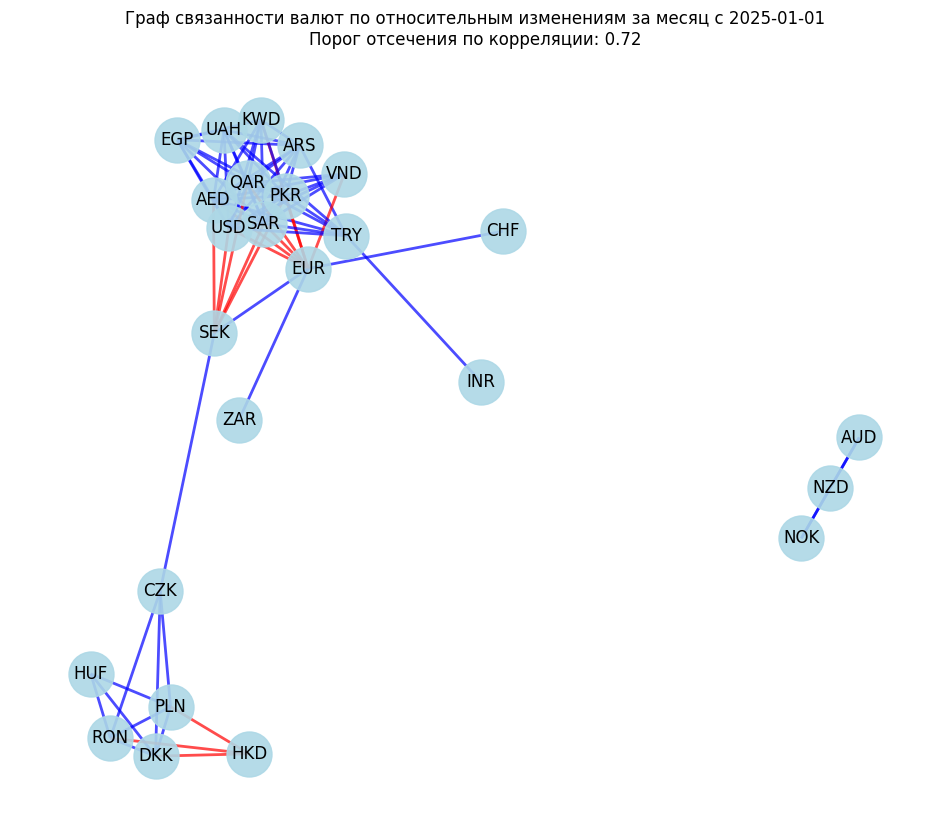 Граф связанности валют по относительным изменениям за месяц с 2025-01-01
Порог отсечения по корреляции: 0.72
KWD
UAH
EGP
ARS
VND
QAR
PKR
AED
SAR
USD
TRY
CHF
EUR
SEK
INR
ZAR
AUD
NZD
NOK
CZK
HUF
PLN
RON
DKK
HKD